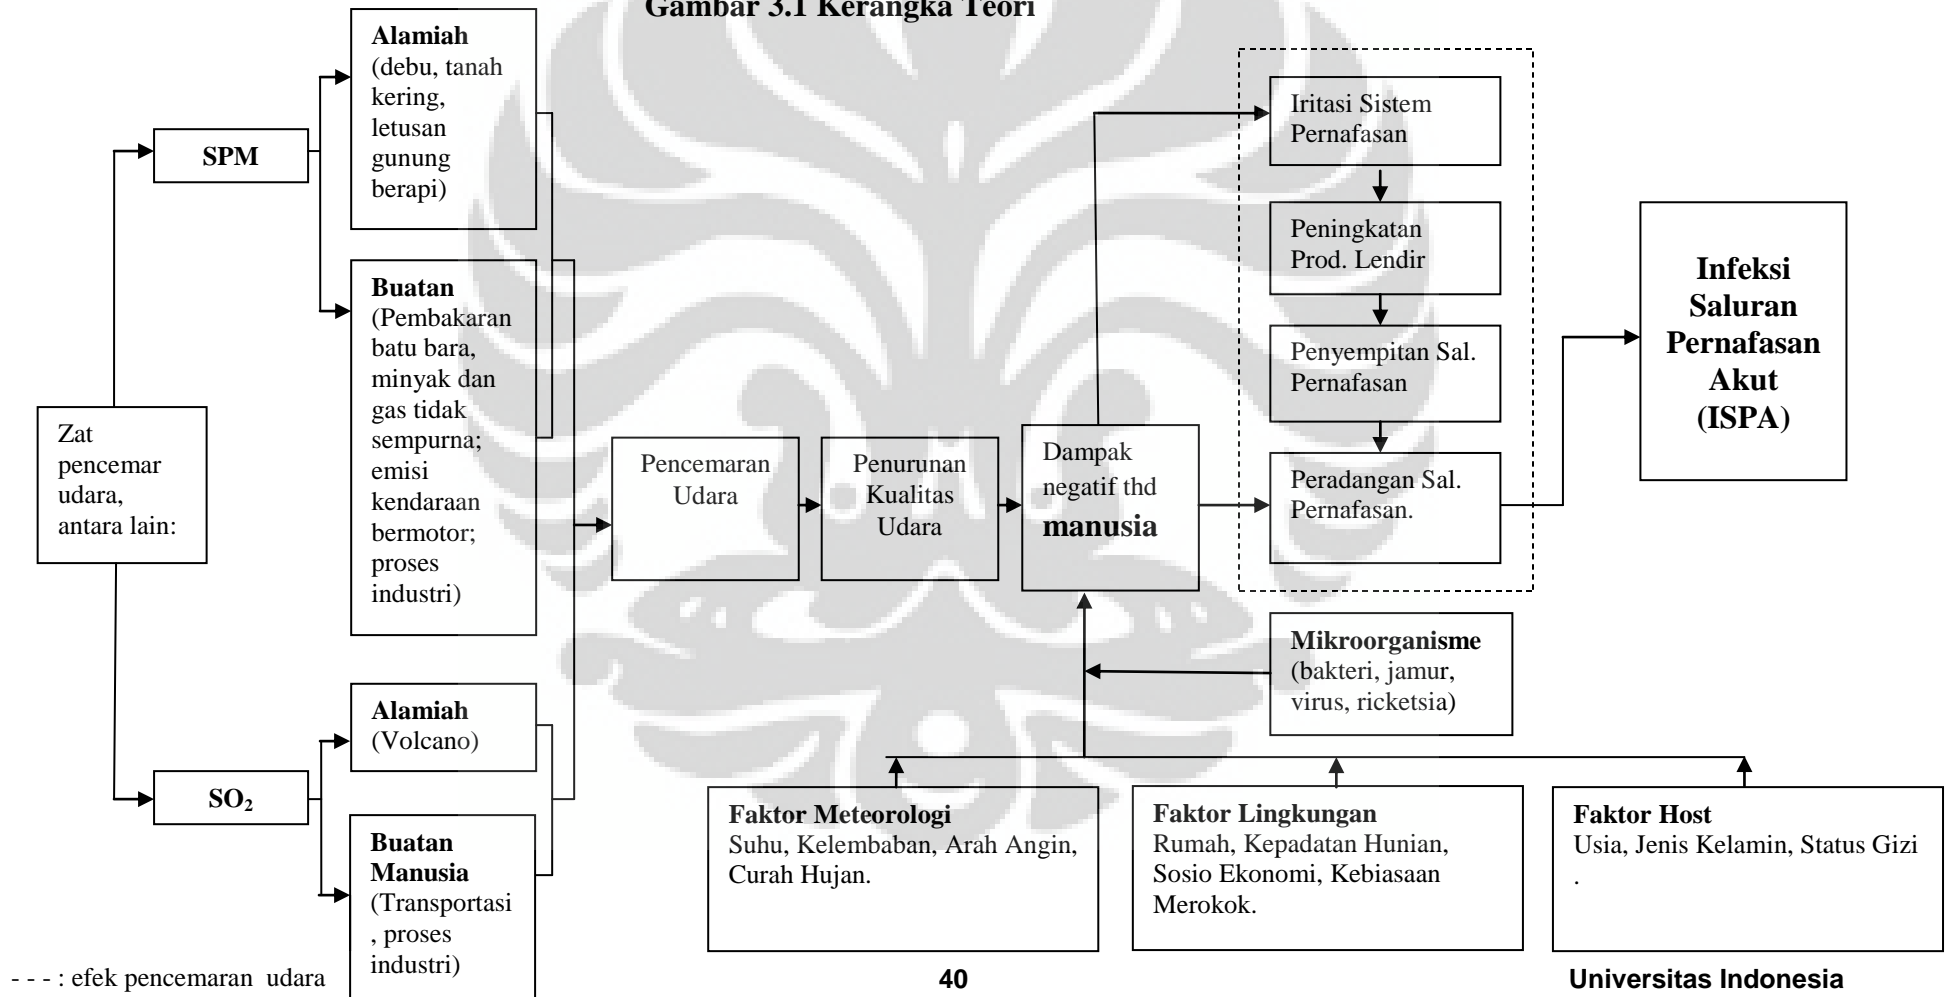 Gambar 3.1 Kerangka Teori
Zat
pencemar
udara,
antara lain:
SPM
SO₂
Alamiah
(debu, tanah
kering,
letusan
gunung
berapi)
Buatan
(Pembakaran
batu bara,
minyak dan
gas tidak
sempurna;
emisi
kendaraan
bermotor;
proses
industri)
Alamiah
(Volcano)
Buatan
Manusia
(Transportasi
, proses
industri)
Pencemaran
Udara
Penurunan
Kualitas
Udara
Dampak
negatif thd
manusia
Iritasi Sistem
Pernafasan
Peningkatan
Prod. Lendir
Penyempitan Sal.
Pernafasan
Peradangan Sal.
Pernafasan.
Infeksi
Saluran
Pernafasan
Akut
(ISPA)
Mikroorganisme
(bakteri, jamur,
virus, ricketsia)
Faktor Meteorologi
Suhu, Kelembaban, Arah Angin,
Curah Hujan.
Faktor Lingkungan
Rumah, Kepadatan Hunian,
Sosio Ekonomi, Kebiasaan
Merokok.
Faktor Host
Usia, Jenis Kelamin, Status Gizi
.
- - - : efek pencemaran udara
40
Universitas Indonesia